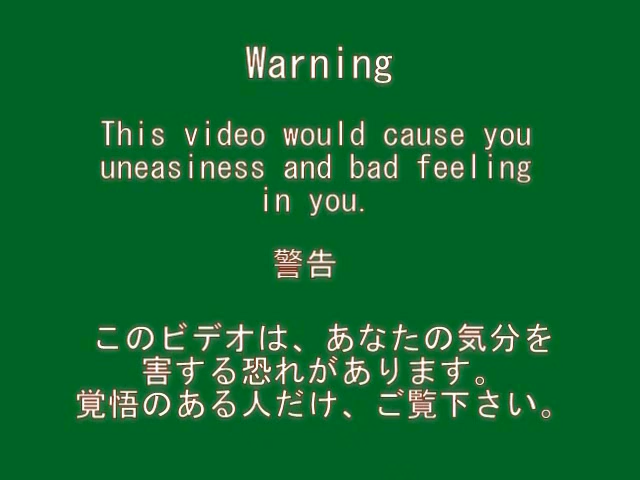 Warning
This video would cause you
uneasiness and bad feeling
in you.
警告
このビデオは、あなたの気分を
害する恐れがあります。
覚悟のある人だけ、ご覧下さい。